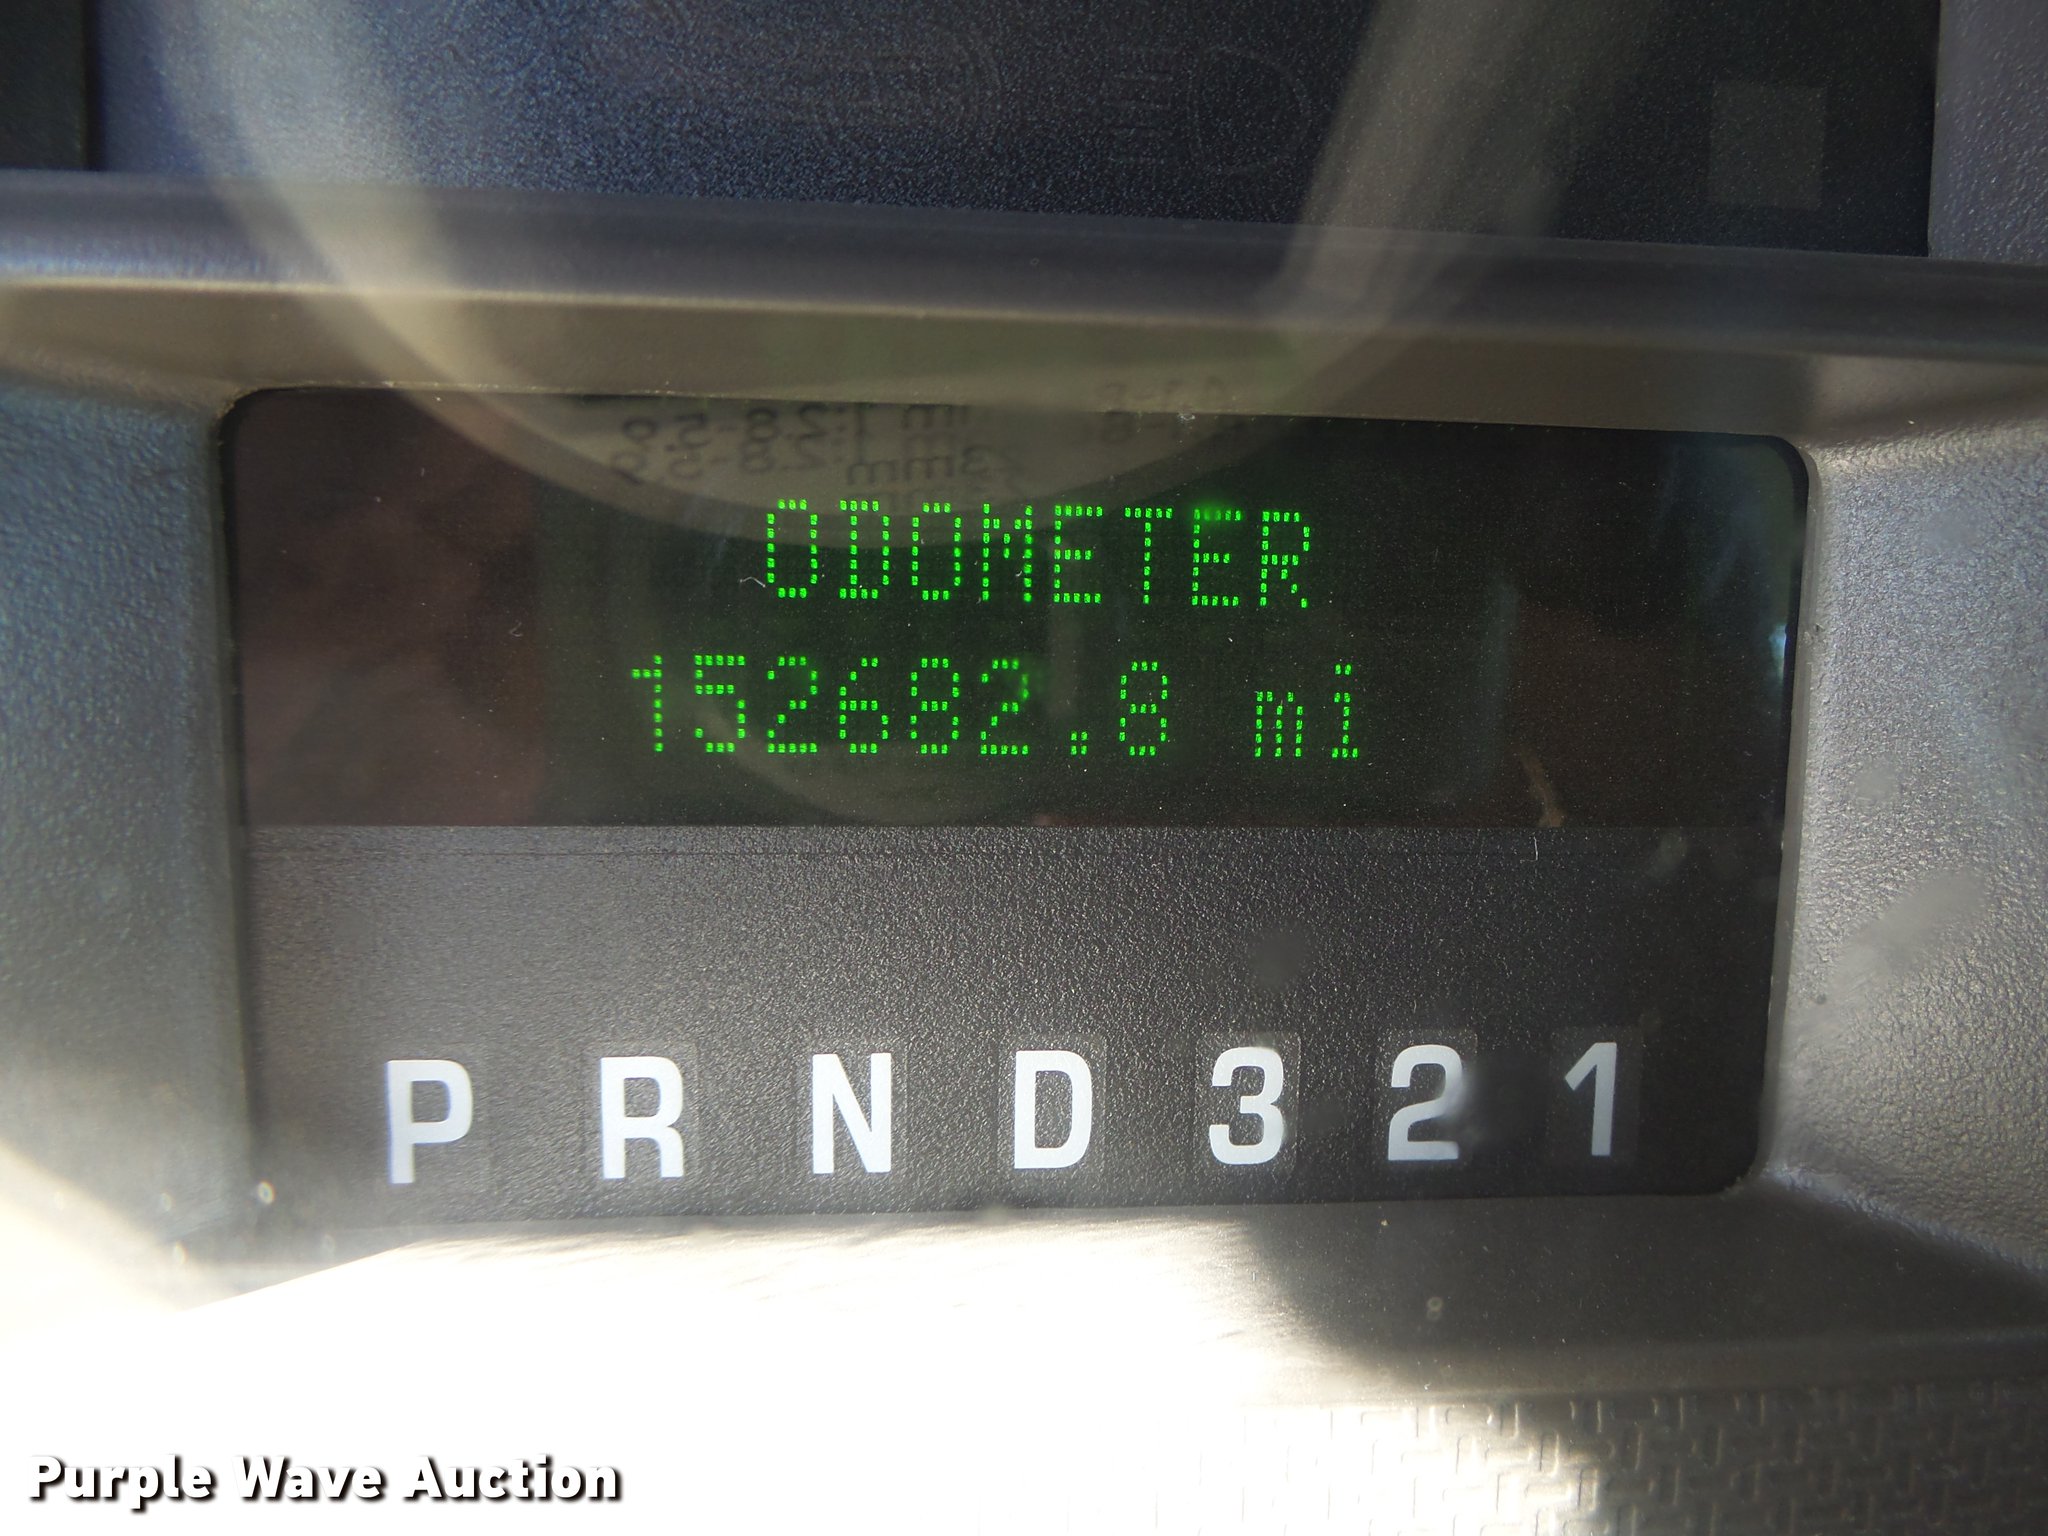 ODOMETER
152682.8 mi
P R N D 3 2 1
Purple Wave Auction